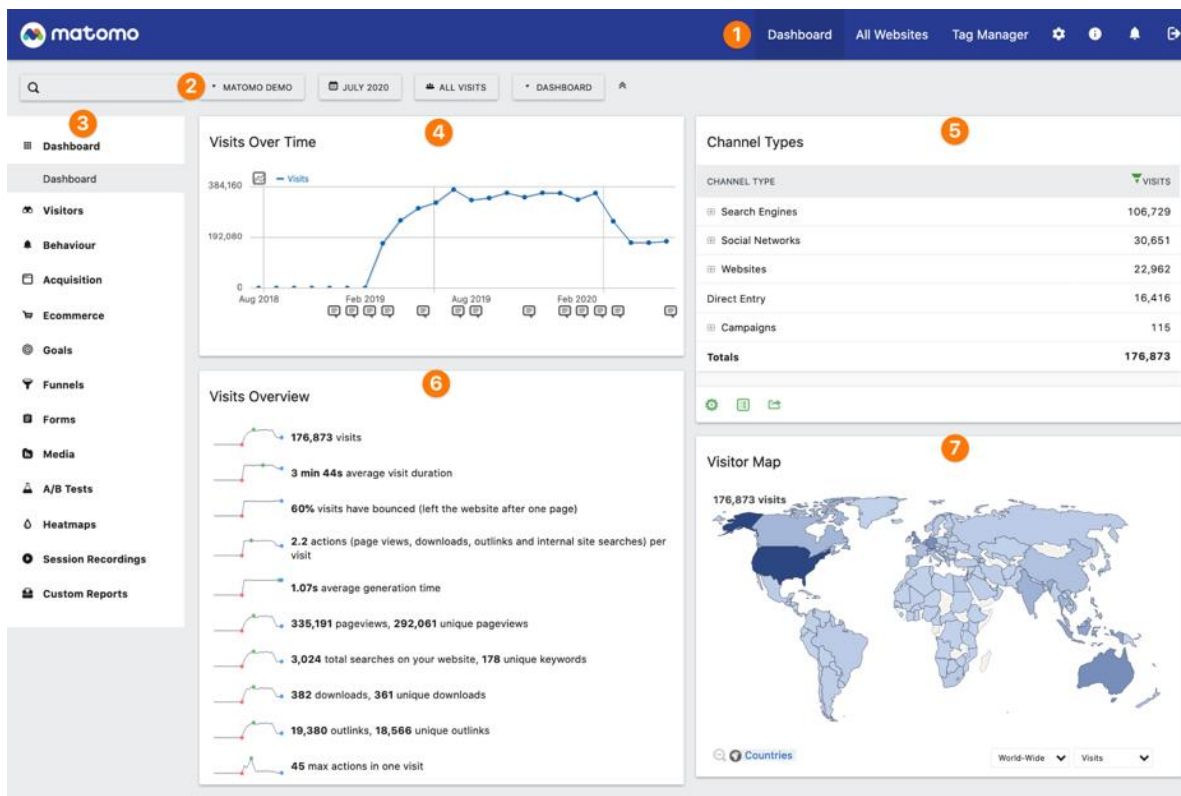 matomo
1 Dashboard All Websites Tag Manager
2 MATOMO DEMO JULY 2020 ALL VISITS DASHBOARD
3
Dashboard
Dashboard
Visitors
Behaviour
Acquisition
Ecommerce
Goals
Funnels
Forms
Media
A/B Tests
Heatmaps
Session Recordings
Custom Reports
4
Visits Over Time
Visits
384,160
192,080
0
Aug 2018 Feb 2019 Aug 2019 Feb 2020
5
Channel Types
CHANNEL TYPE VISITS
Search Engines 106,729
Social Networks 30,651
Websites 22,962
Direct Entry 16,416
Campaigns 115
Totals 176,873
6
Visits Overview
176,873 visits
3 min 44s average visit duration
60% visits have bounced (left the website after one page)
2.2 actions (page views, downloads, outlinks and internal site searches) per
visit
1.07s average generation time
335,191 pageviews, 292,061 unique pageviews
3,024 total searches on your website, 178 unique keywords
382 downloads, 361 unique downloads
19,380 outlinks, 18,566 unique outlinks
45 max actions in one visit
7
Visitor Map
176,873 visits
Countries
World-Wide Visits